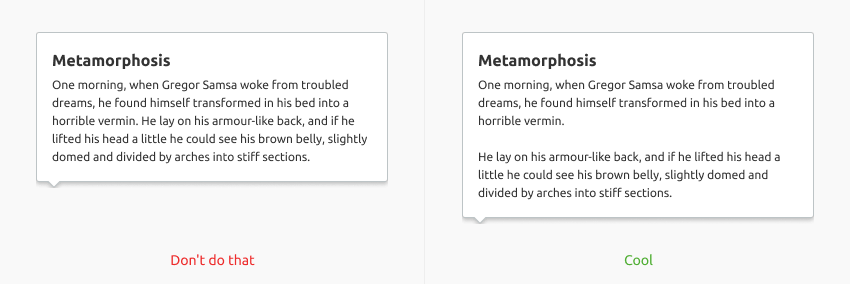 Metamorphosis
One morning, when Gregor Samsa woke from troubled
dreams, he found himself transformed in his bed into a
horrible vermin. He lay on his armour-like back, and if he
lifted his head a little he could see his brown belly, slightly
domed and divided by arches into stiff sections.
Don't do that
Metamorphosis
One morning, when Gregor Samsa woke from troubled
dreams, he found himself transformed in his bed into a
horrible vermin.
He lay on his armour-like back, and if he lifted his head a
little he could see his brown belly, slightly domed and
divided by arches into stiff sections.
Cool